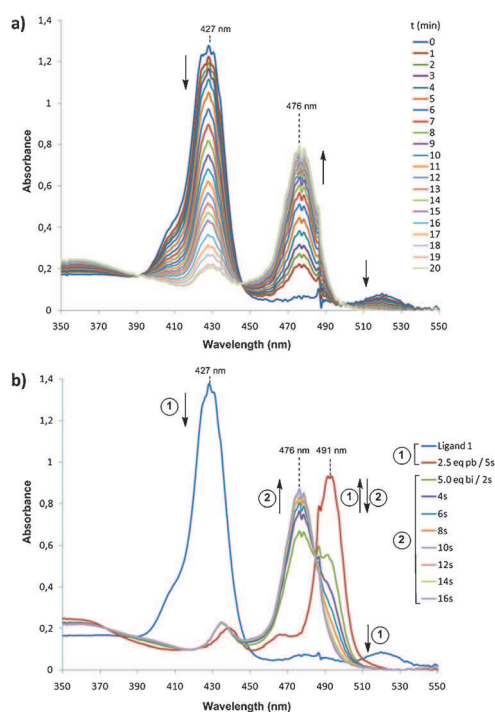 a)
427 nm
476 nm
t (min)
0
1
2
3
4
5
6
7
8
9
10
11
12
13
14
15
16
17
18
19
20
1,4
1,2
1
0,8
0,6
0,4
0,2
0
Absorbance
350 370 390 410 430 450 470 490 510 530 550
Wavelength (nm)
b)
427 nm
476 nm
491 nm
1
2
1
2
1
1
2
Ligand 1
2.5 eq pb / 5s
5.0 eq bi / 2s
4s
6s
8s
10s
12s
14s
16s
1,4
1,2
1
0,8
0,6
0,4
0,2
0
Absorbance
350 370 390 410 430 450 470 490 510 530 550
Wavelength (nm)